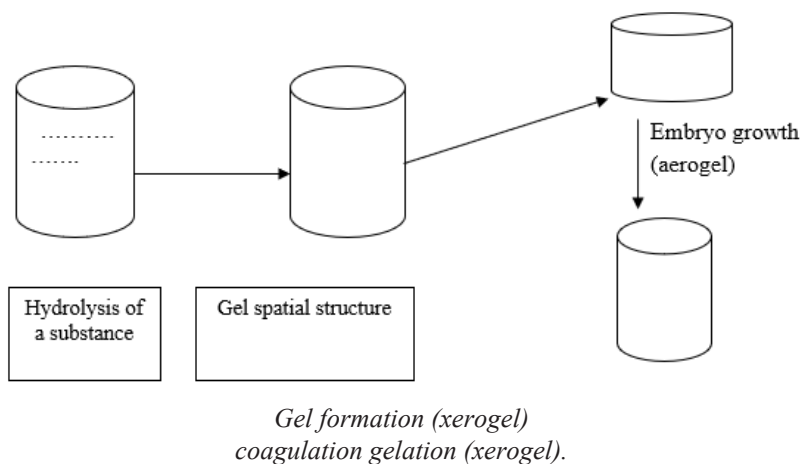 Embryo growth
(aerogel)
Hydrolysis of
a substance
Gel spatial structure
Gel formation (xerogel)
coagulation gelation (xerogel).